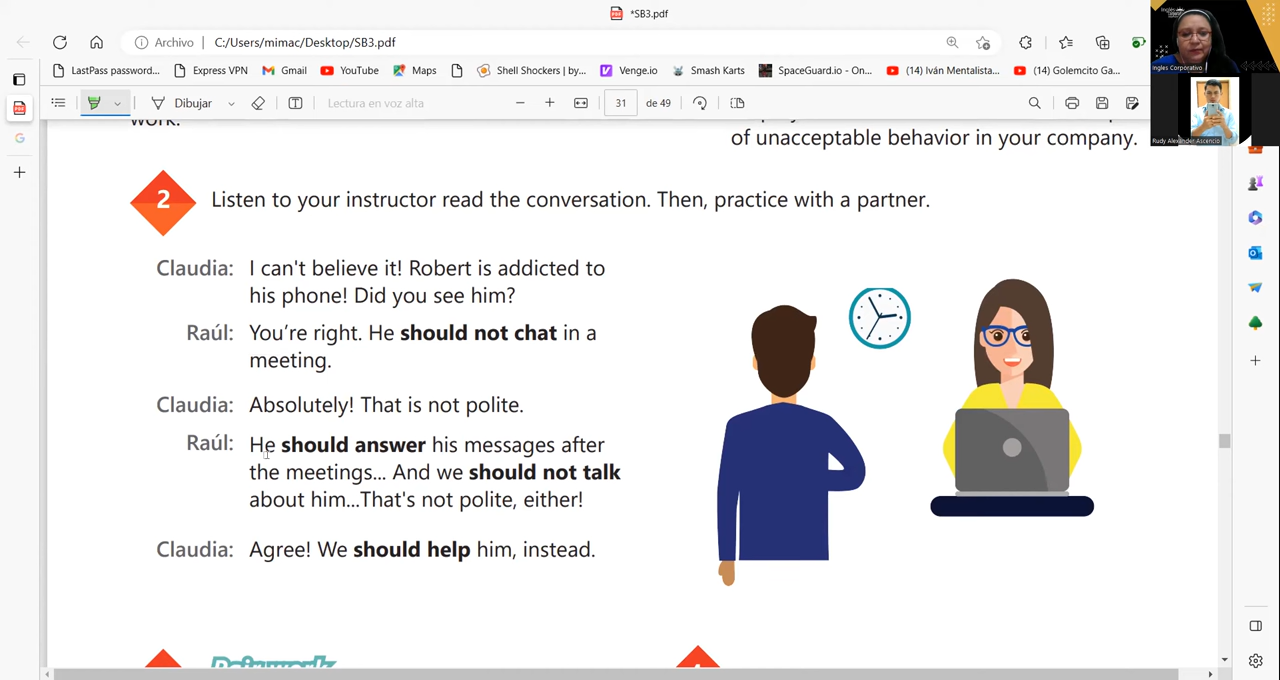 *SB3.pdf
Archivo C:/Users/mimac/Desktop/SB3.pdf
LastPass password... Express VPN Gmail YouTube Maps Shell Shockers | by... Venge.io Smash Karts SpaceGuard.io - On... (14) Iván Mentalista... (14) Golemcito Ga...
Dibujar Lectura en voz alta 31 de 49
Ingles Corporativo
Rudy Alexander Ascencio
work.
of unacceptable behavior in your company.
2 Listen to your instructor read the conversation. Then, practice with a partner.
Claudia: I can't believe it! Robert is addicted to
his phone! Did you see him?
Raúl: You're right. He should not chat in a
meeting.
Claudia: Absolutely! That is not polite.
Raúl: He should answer his messages after
the meetings... And we should not talk
about him...That's not polite, either!
Claudia: Agree! We should help him, instead.
Pair work